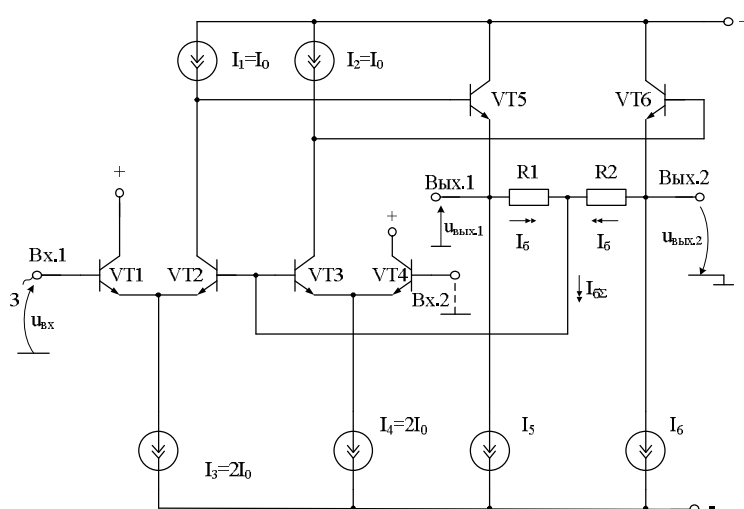 I₁=I₀
I₂=I₀
VT5
VT6
Вых.1
R1
R2
Вых.2
+
+
uвых.1
Iб
Iб
uвых.2
Вх.1
VT1
VT2
VT3
VT4
Вх.2
IбΣ
3
uвх
I₄=2I₀
I₅
I₆
I₃=2I₀
-